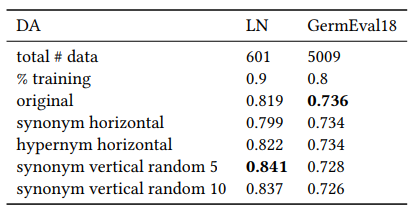 DA LN GermEval18
total # data 601 5009
% training 0.9 0.8
original 0.819 0.736
synonym horizontal 0.799 0.734
hypernym horizontal 0.822 0.734
synonym vertical random 5 0.841 0.728
synonym vertical random 10 0.837 0.726